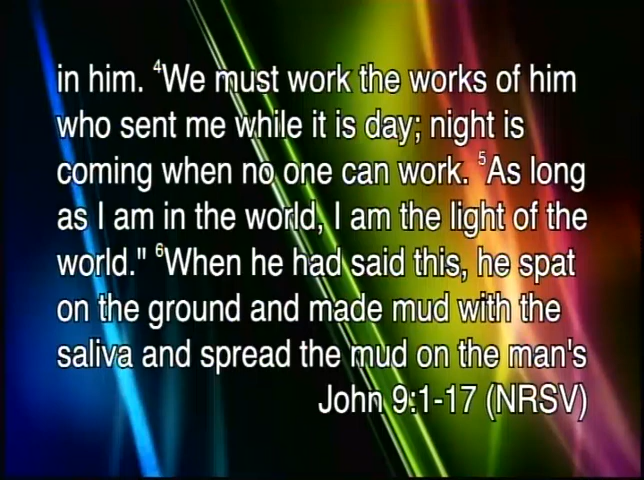 in him. ⁴We must work the works of him
who sent me while it is day; night is
coming when no one can work. ⁵As long
as I am in the world, I am the light of the
world." ⁶When he had said this, he spat
on the ground and made mud with the
saliva and spread the mud on the man's
John 9:1-17 (NRSV)